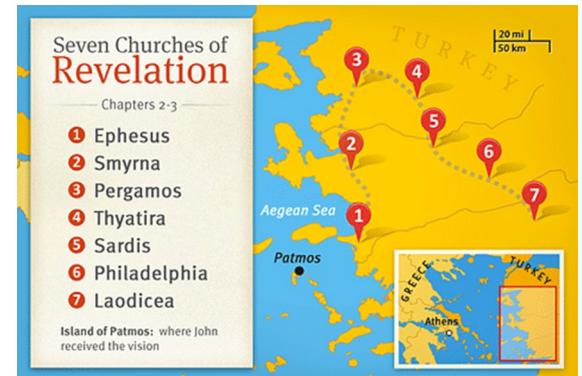 Seven Churches of
Revelation
Chapters 2-3
1 Ephesus
2 Smyrna
3 Pergamos
4 Thyatira
5 Sardis
6 Philadelphia
7 Laodicea
Island of Patmos: where John
received the vision
TURKEY
20 mi
50 km
3
4
5
2
6
7
1
Aegean Sea
Patmos
GREECE
TURKEY
Athens